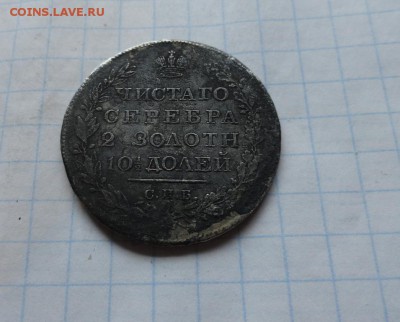 COINS.LAVE.RU
ЧИСТАГО
СЕРЕБРА
2 ЗОЛОТН
10½ ДОЛЕЙ
С.П.Б.